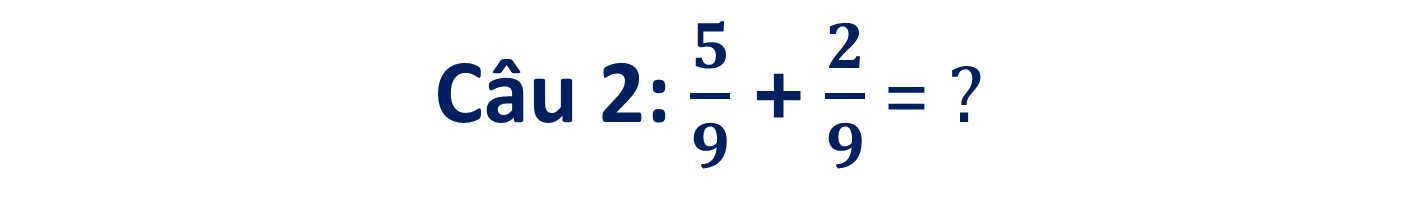 Câu 2: 5/9 + 2/9 = ?